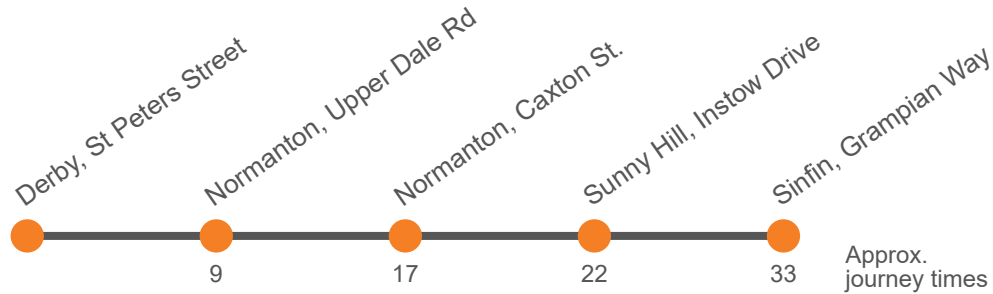 Derby, St Peters Street
Normanton, Upper Dale Rd
Normanton, Caxton St.
Sunny Hill, Instow Drive
Sinfin, Grampian Way
9
17
22
33
Approx.
journey times